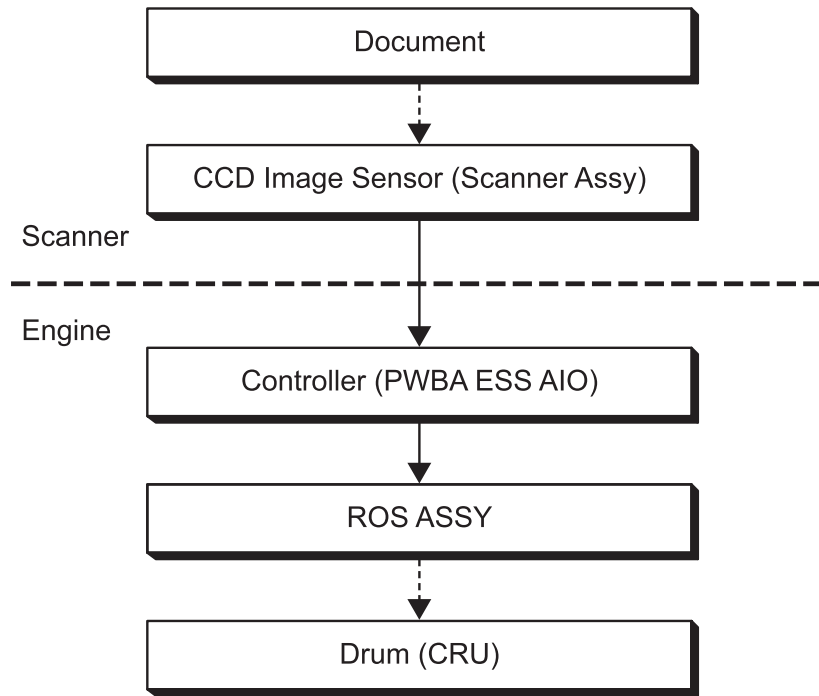 Document
CCD Image Sensor (Scanner Assy)
Scanner
Engine
Controller (PWBA ESS AIO)
ROS ASSY
Drum (CRU)